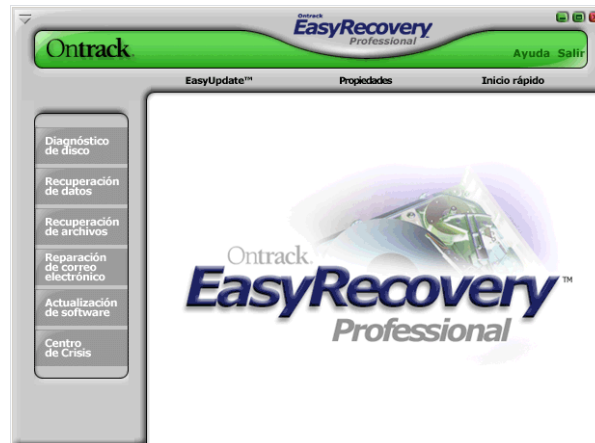 Ontrack
EasyRecovery
Professional
Ontrack
Ayuda Salir
EasyUpdate™ Propiedades Inicio rápido
Diagnóstico
de disco
Recuperación
de datos
Recuperación
de archivos
Reparación
de correo
electrónico
Actualización
de software
Centro
de Crisis
Ontrack
EasyRecovery™
Professional